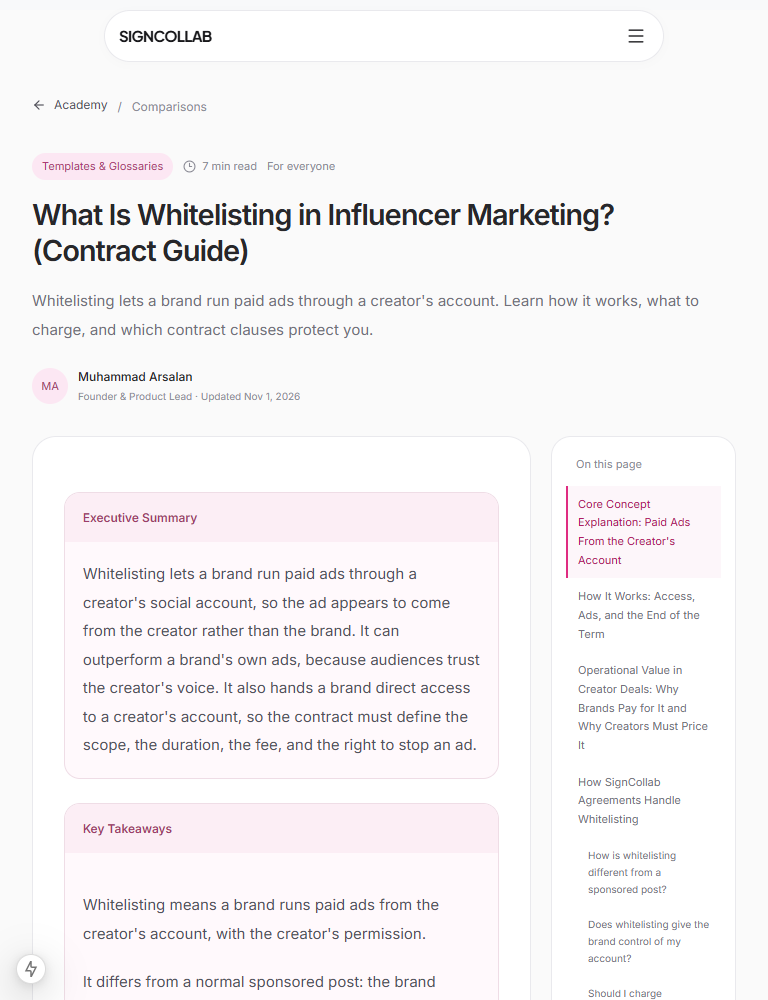 SIGNCOLLAB
Academy / Comparisons
Templates & Glossaries 7 min read For everyone
What Is Whitelisting in Influencer Marketing?
(Contract Guide)
Whitelisting lets a brand run paid ads through a creator's account. Learn how it works, what to
charge, and which contract clauses protect you.
MA
Muhammad Arsalan
Founder & Product Lead · Updated Nov 1, 2026
Executive Summary
Whitelisting lets a brand run paid ads through a
creator's social account, so the ad appears to come
from the creator rather than the brand. It can
outperform a brand's own ads, because audiences trust
the creator's voice. It also hands a brand direct access
to a creator's account, so the contract must define the
scope, the duration, the fee, and the right to stop an ad.
Key Takeaways
Whitelisting means a brand runs paid ads from the
creator's account, with the creator's permission.
It differs from a normal sponsored post: the brand
On this page
Core Concept
Explanation: Paid Ads
From the Creator's
Account
How It Works: Access,
Ads, and the End of the
Term
Operational Value in
Creator Deals: Why
Brands Pay for It and
Why Creators Must Price
It
How SignCollab
Agreements Handle
Whitelisting
How is whitelisting
different from a
sponsored post?
Does whitelisting give the
brand control of my
account?
Should I charge